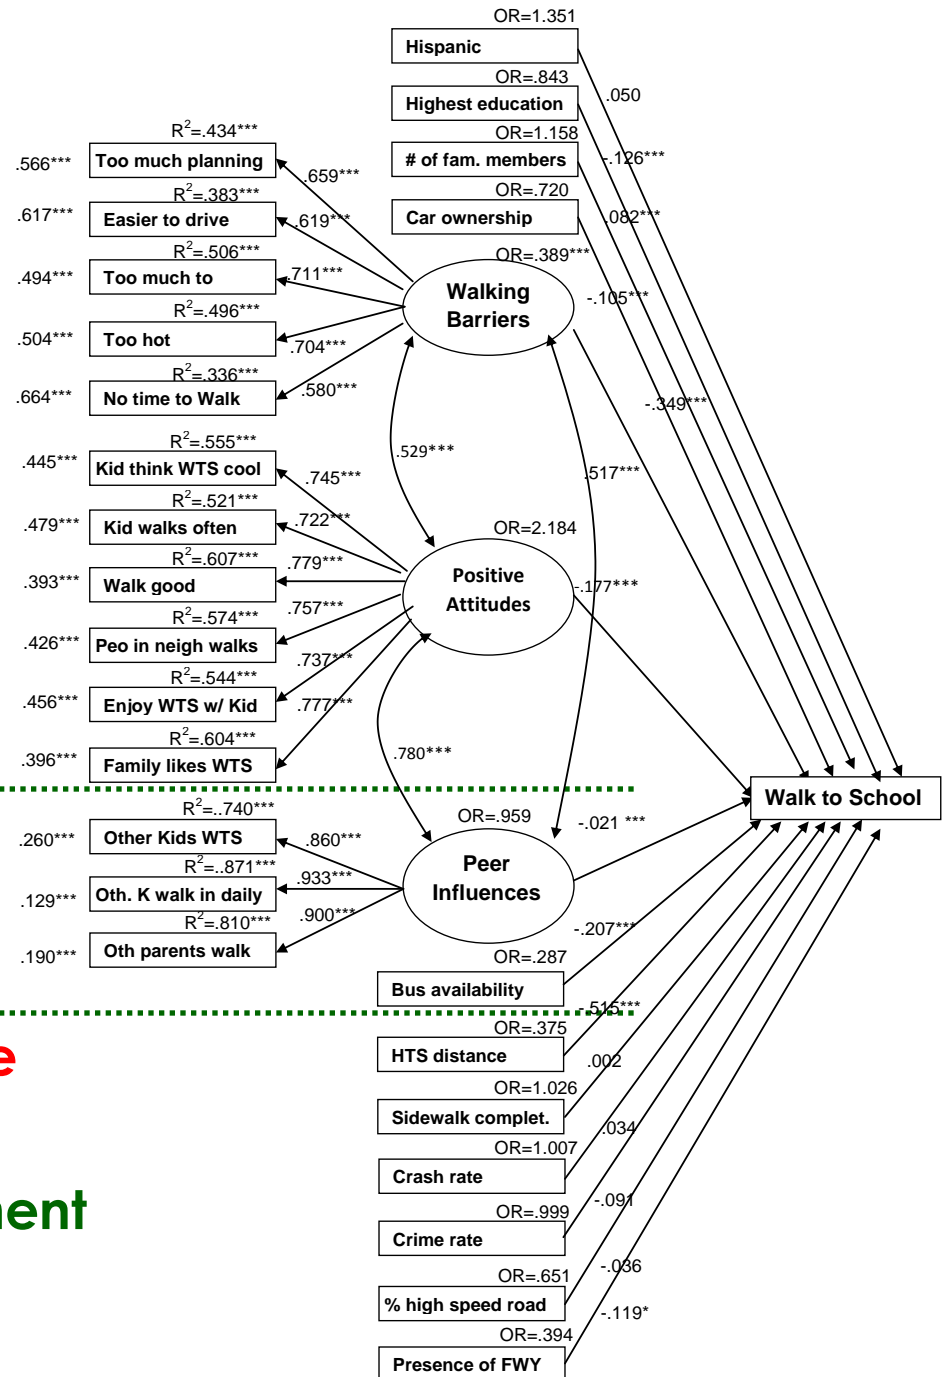 OR=1.351
Hispanic
.050
OR=.843
Highest education
-.126***
OR=1.158
# of fam. members
.082***
OR=.720
Car ownership
-.105***
R²=.434***
.566***
Too much planning
.659***
R²=.383***
.617***
Easier to drive
.619***
R²=.506***
.494***
Too much to
.711***
R²=.496***
.504***
Too hot
.704***
R²=.336***
.664***
No time to Walk
.580***
OR=.389***
Walking
Barriers
-.349***
.529***
.517***
R²=.555***
.445***
Kid think WTS cool
.745***
R²=.521***
.479***
Kid walks often
.722***
R²=.607***
.393***
Walk good
.779***
R²=.574***
.426***
Peo in neigh walks
.757***
R²=.544***
.456***
Enjoy WTS w/ Kid
.737***
R²=.604***
.396***
Family likes WTS
.777***
OR=2.184
Positive
Attitudes
-.177***
.780***
Walk to School
R²=..740***
.260***
Other Kids WTS
.860***
R²=..871***
.129***
Oth. K walk in daily
.933***
R²=.810***
.190***
Oth parents walk
.900***
OR=.959
Peer
Influences
-.021 ***
OR=.287
Bus availability
-.207***
OR=.375
HTS distance
-.515***
OR=1.026
Sidewalk complet.
.002
OR=1.007
Crash rate
.034
OR=.999
Crime rate
-.091
OR=.651
% high speed road
-.036
OR=.394
Presence of FWY
-.119*
e
nent